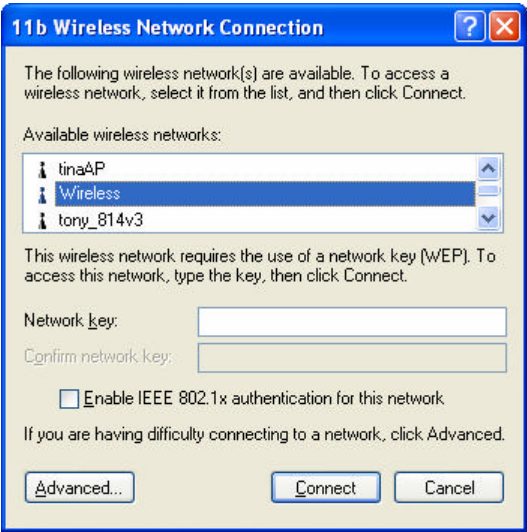 11b Wireless Network Connection
The following wireless network(s) are available. To access a
wireless network, select it from the list, and then click Connect.
Available wireless networks:
tinaAP
Wireless
tony_814v3
This wireless network requires the use of a network key (WEP). To
access this network, type the key, then click Connect.
Network key:
Confirm network key:
Enable IEEE 802.1x authentication for this network
If you are having difficulty connecting to a network, click Advanced.
Advanced... Connect Cancel